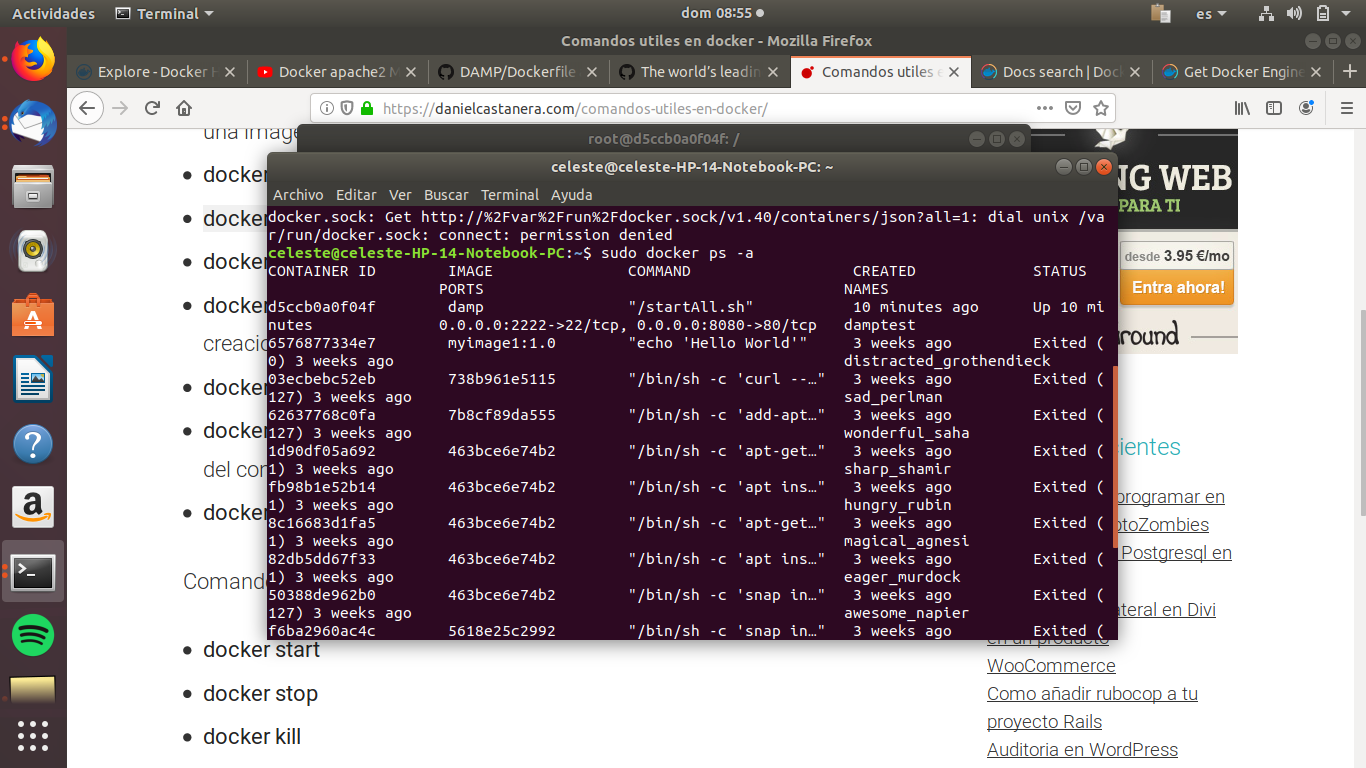 Actividades Terminal dom 08:55 es
Comandos utiles en docker - Mozilla Firefox
Explore - Docker H Docker apache2 M DAMP/Dockerfile The world's leadin Comandos utiles e Docs search | Doc Get Docker Engine
https://danielcastanera.com/comandos-utiles-en-docker/
una imagen
root@d5ccb0a0f04f: /
celeste@celeste-HP-14-Notebook-PC: ~
Archivo Editar Ver Buscar Terminal Ayuda
docker.sock: Get http://%2Fvar%2Frun%2Fdocker.sock/v1.40/containers/json?all=1: dial unix /va
r/run/docker.sock: connect: permission denied
celeste@celeste-HP-14-Notebook-PC:~$ sudo docker ps -a
CONTAINER ID IMAGE COMMAND CREATED STATUS
PORTS NAMES
d5ccb0a0f04f damp "/startAll.sh" 10 minutes ago Up 10 mi
nutes 0.0.0.0:2222->22/tcp, 0.0.0.0:8080->80/tcp damptest
6576877334e7 myimage1:1.0 "echo 'Hello World'" 3 weeks ago Exited (
0) 3 weeks ago distracted_grothendieck
03ecbebc52eb 738b961e5115 "/bin/sh -c 'curl --…" 3 weeks ago Exited (
127) 3 weeks ago sad_perlman
62637768c0fa 7b8cf89da555 "/bin/sh -c 'add-apt…" 3 weeks ago Exited (
127) 3 weeks ago wonderful_saha
1d90df05a692 463bce6e74b2 "/bin/sh -c 'apt-get…" 3 weeks ago Exited (
1) 3 weeks ago sharp_shamir
fb98b1e52b14 463bce6e74b2 "/bin/sh -c 'apt ins…" 3 weeks ago Exited (
1) 3 weeks ago hungry_rubin
8c16683d1fa5 463bce6e74b2 "/bin/sh -c 'apt-get…" 3 weeks ago Exited (
1) 3 weeks ago magical_agnesi
82db5dd67f33 463bce6e74b2 "/bin/sh -c 'apt ins…" 3 weeks ago Exited (
1) 3 weeks ago eager_murdock
50388de962b0 463bce6e74b2 "/bin/sh -c 'snap in…" 3 weeks ago Exited (
127) 3 weeks ago awesome_napier
f6ba2960ac4c 5618e25c2992 "/bin/sh -c 'snap in…" 3 weeks ago Exited (
docker
docker
docker
docker
creació
docker
docker
del con
docker
Comand
docker start
docker stop
docker kill
NG WEB
PARA TI
desde 3.95 €/mo
Entra ahora!
round
cientes
programar en
ptoZombies
Postgresql en
ateral en Divi
en un producto
WooCommerce
Como añadir rubocop a tu
proyecto Rails
Auditoria en WordPress